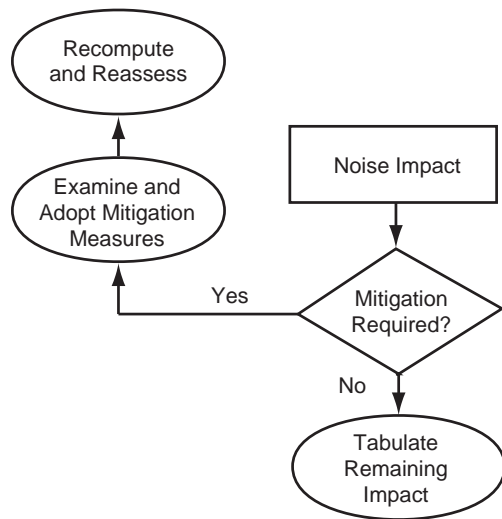 Recompute
and Reassess
Noise Impact
Examine and
Adopt Mitigation
Measures
Yes
Mitigation
Required?
No
Tabulate
Remaining
Impact